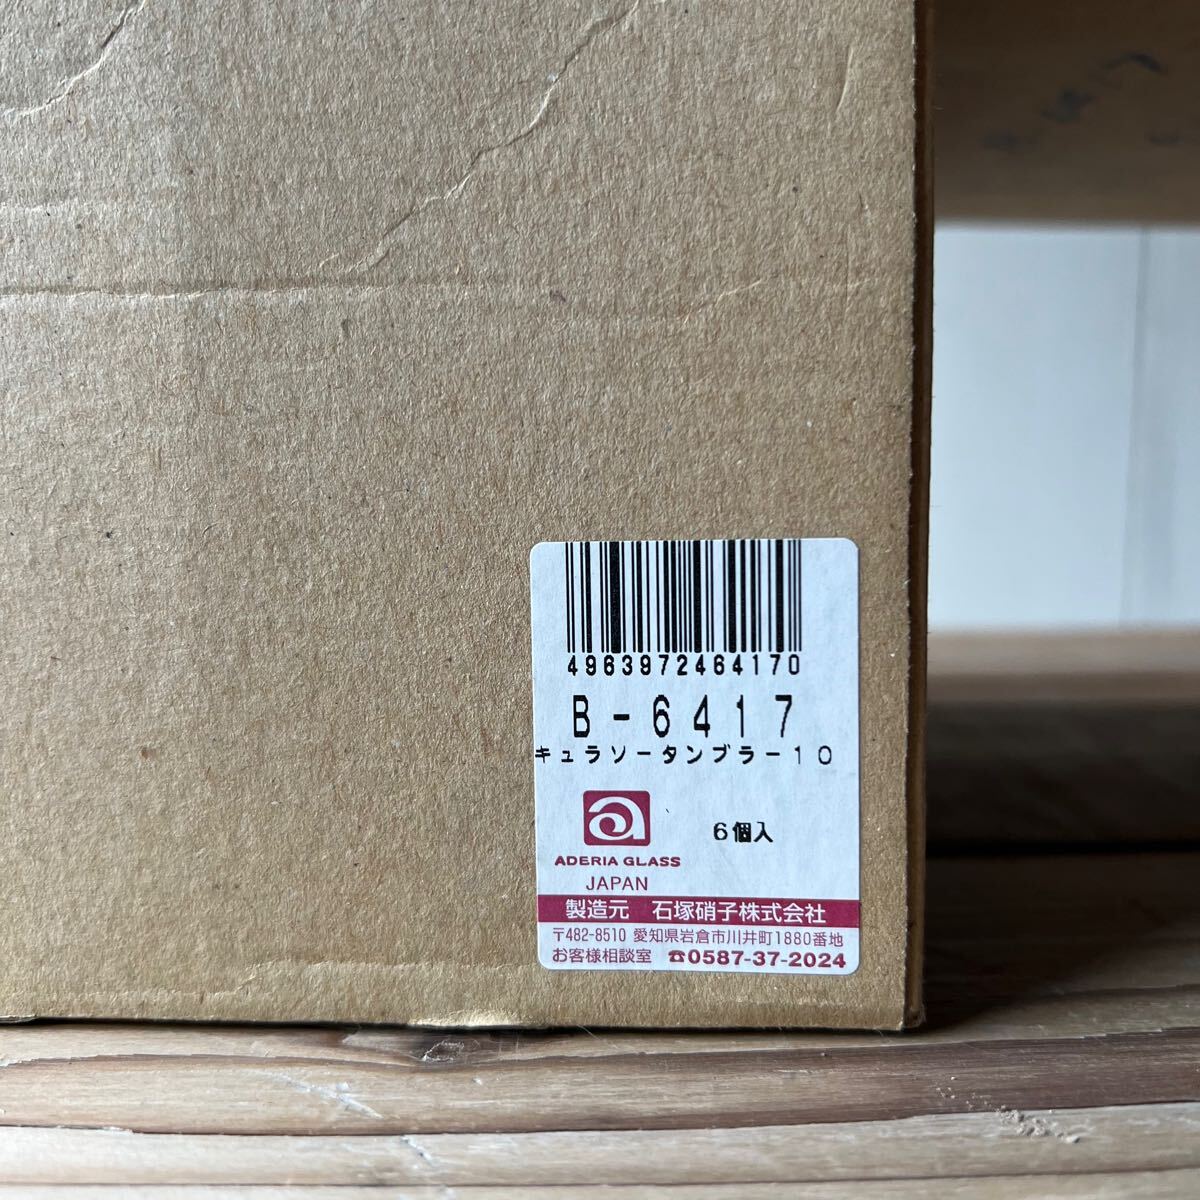 4963972464170
B-6417
キュラソータンブラー10
6個入
ADERIA GLASS
JAPAN
製造元 石塚硝子株式会社
〒482-8510 愛知県岩倉市川井町1880番地
お客様相談室 ☎0587-37-2024